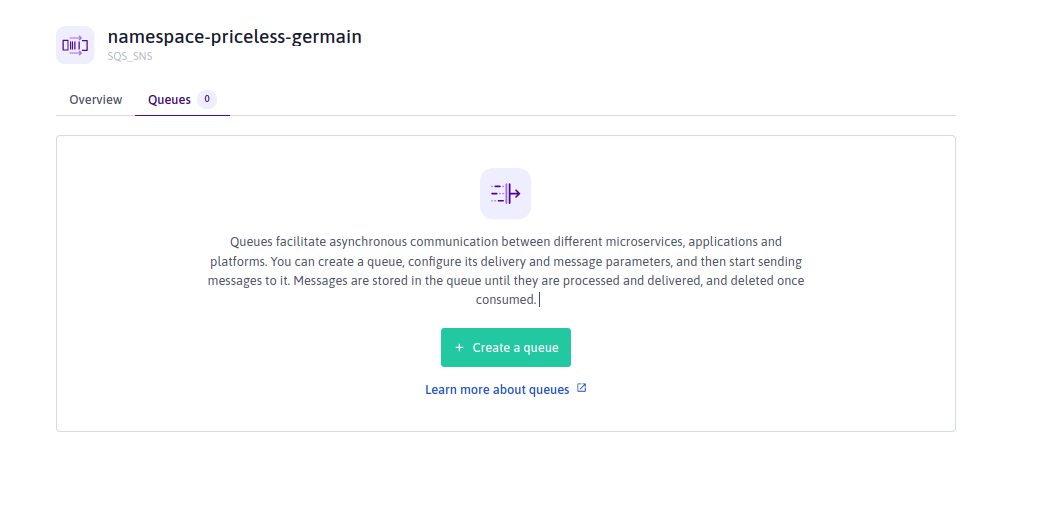 namespace-priceless-germain
SQS_SNS
Overview
Queues 0
Queues facilitate asynchronous communication between different microservices, applications and
platforms. You can create a queue, configure its delivery and message parameters, and then start sending
messages to it. Messages are stored in the queue until they are processed and delivered, and deleted once
consumed.
+ Create a queue
Learn more about queues